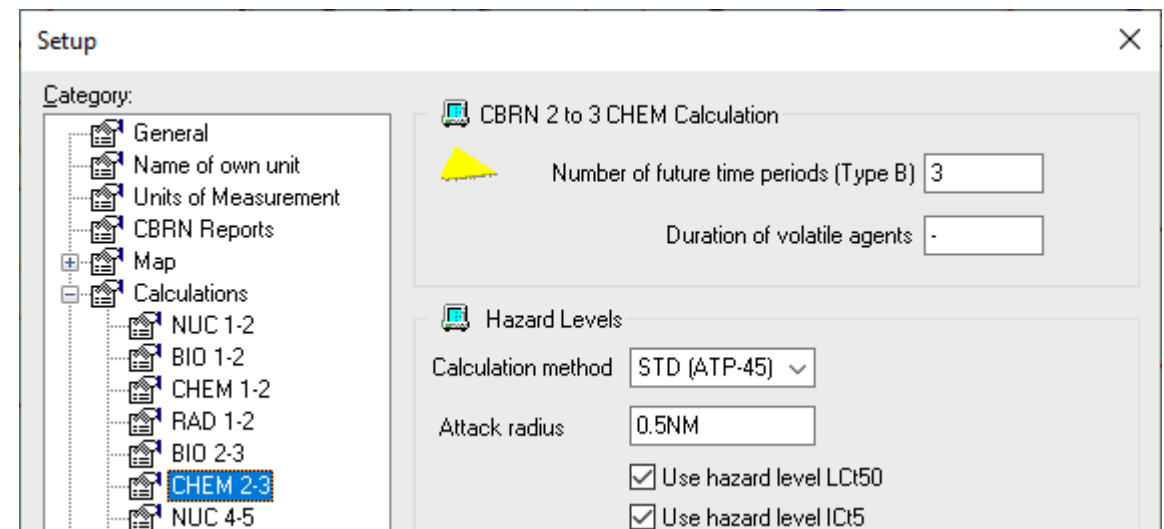 Setup
Category:
General
Name of own unit
Units of Measurement
CBRN Reports
Map
Calculations
NUC 1-2
BIO 1-2
CHEM 1-2
RAD 1-2
BIO 2-3
CHEM 2-3
NUC 4-5
CBRN 2 to 3 CHEM Calculation
Number of future time periods (Type B) 3
Duration of volatile agents -
Hazard Levels
Calculation method STD (ATP-45)
Attack radius 0.5NM
Use hazard level LCt50
Use hazard level ICt5